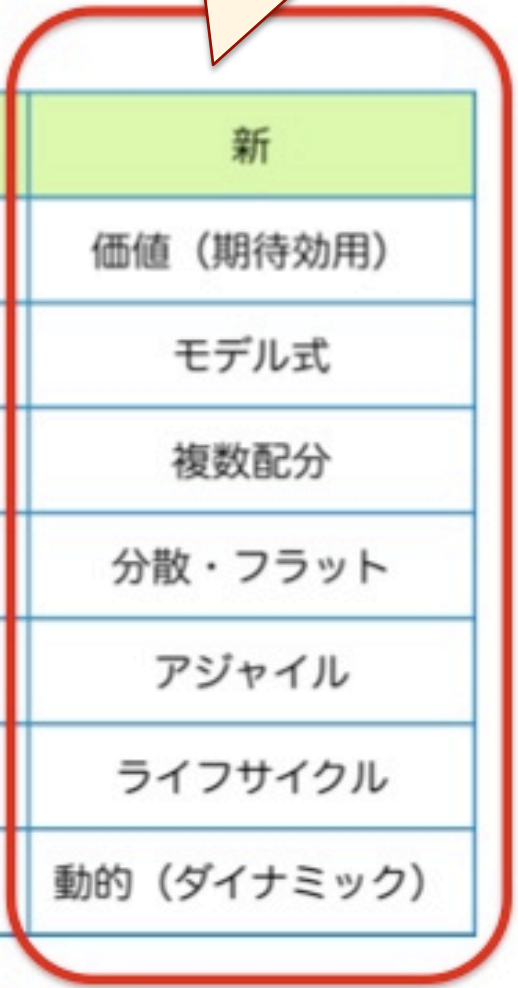 新
価値（期待効用）
モデル式
複数配分
分散・フラット
アジャイル
ライフサイクル
動的（ダイナミック）